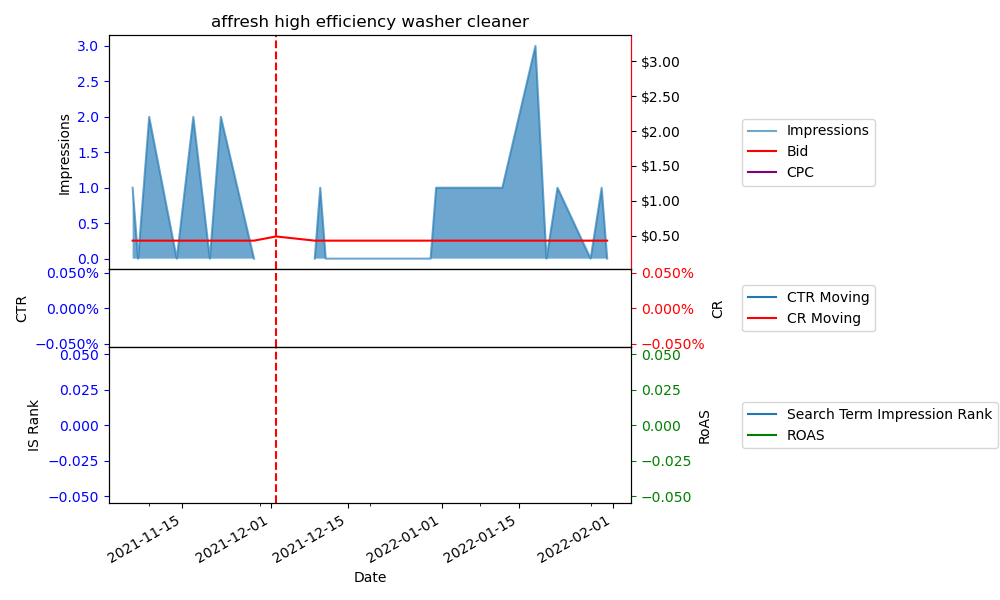 affresh high efficiency washer cleaner
Impressions
3.0
2.5
2.0
1.5
1.0
0.5
0.0
$3.00
$2.50
$2.00
$1.50
$1.00
$0.50
Impressions
Bid
CPC
CTR
0.050%
0.000%
−0.050%
0.050%
0.000%
−0.050%
CR
CTR Moving
CR Moving
IS Rank
0.050
0.025
0.000
−0.025
−0.050
0.050
0.025
0.000
−0.025
−0.050
RoAS
Search Term Impression Rank
ROAS
2021-11-15
2021-12-01
2021-12-15
2022-01-01
2022-01-15
2022-02-01
Date